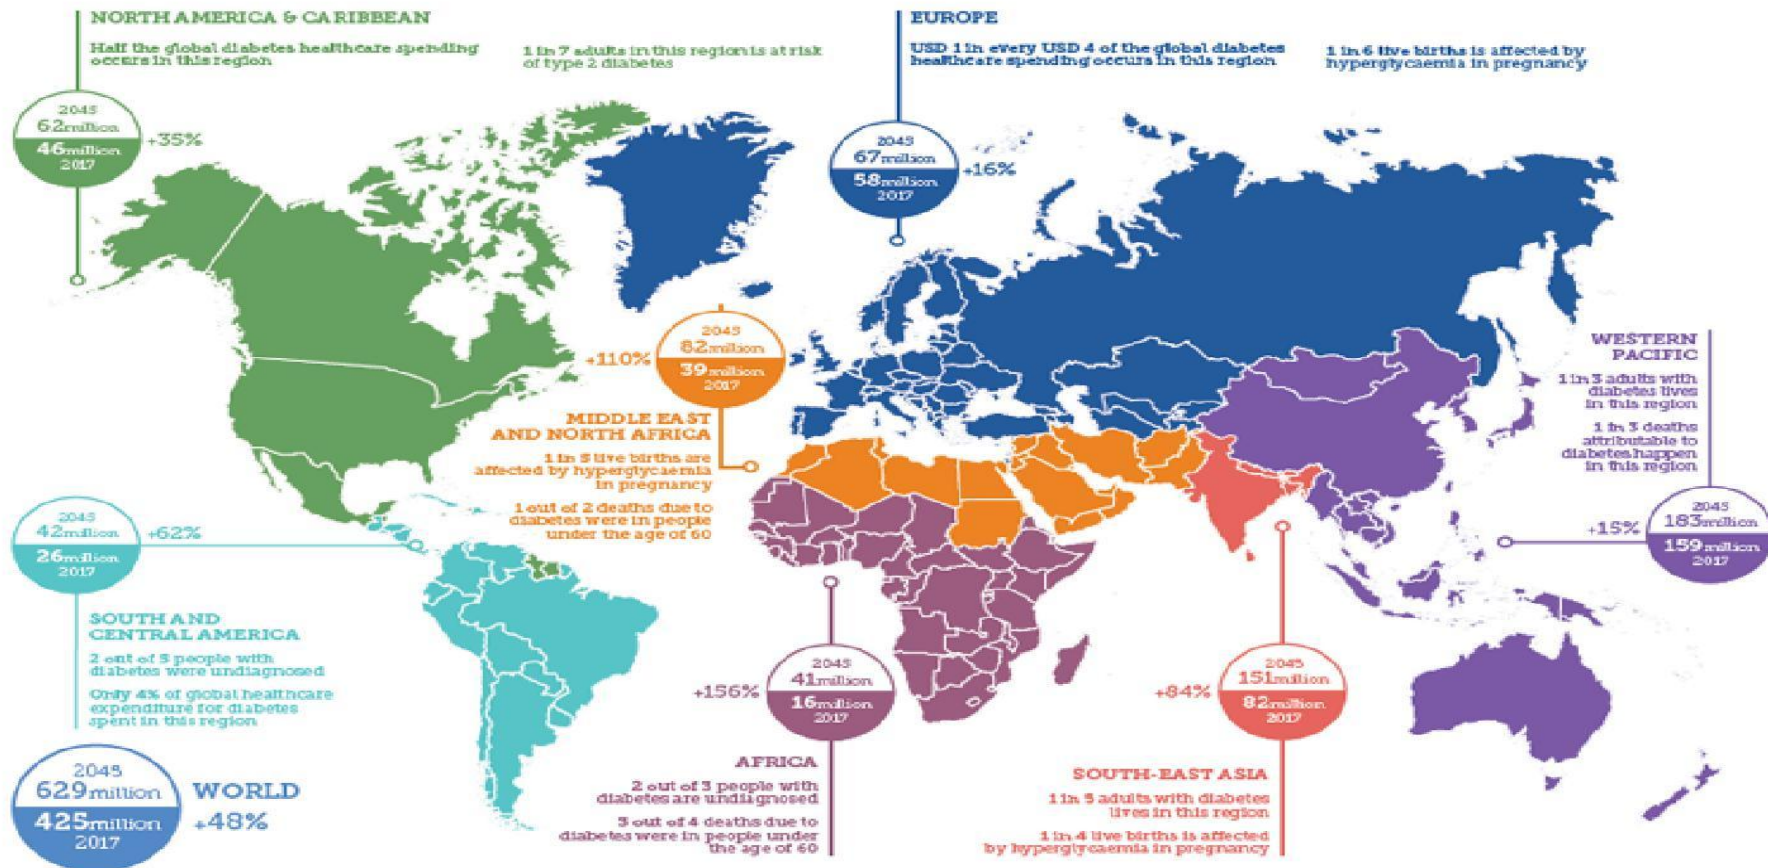 NORTH AMERICA & CARIBBEAN
Half the global diabetes healthcare spending
occurs in this region
1 in 7 adults in this region is at risk
of type 2 diabetes
2045
62million
46million
2017
+35%
EUROPE
USD 1 in every USD 4 of the global diabetes
healthcare spending occurs in this region
1 in 6 live births is affected by
hyperglycaemia in pregnancy
2045
67million
58million
2017
+16%
+110%
2045
82million
39million
2017
MIDDLE EAST
AND NORTH AFRICA
1 in 5 live births are
affected by hyperglycaemia
in pregnancy
1 out of 2 deaths due to
diabetes were in people
under the age of 60
WESTERN
PACIFIC
1 in 3 adults with
diabetes lives
in this region
1 in 3 deaths
attributable to
diabetes happen
in this region
+15%
2045
183million
159million
2017
2045
42million
26million
2017
+62%
SOUTH AND
CENTRAL AMERICA
2 out of 5 people with
diabetes were undiagnosed
Only 4% of global healthcare
expenditure for diabetes
spent in this region
2045
629million
425million
2017
WORLD
+48%
+156%
2045
41million
16million
2017
AFRICA
2 out of 3 people with
diabetes are undiagnosed
3 out of 4 deaths due to
diabetes were in people under
the age of 60
+84%
2045
151million
82million
2017
SOUTH-EAST ASIA
1 in 5 adults with diabetes
lives in this region
1 in 4 live births is affected
by hyperglycaemia in pregnancy